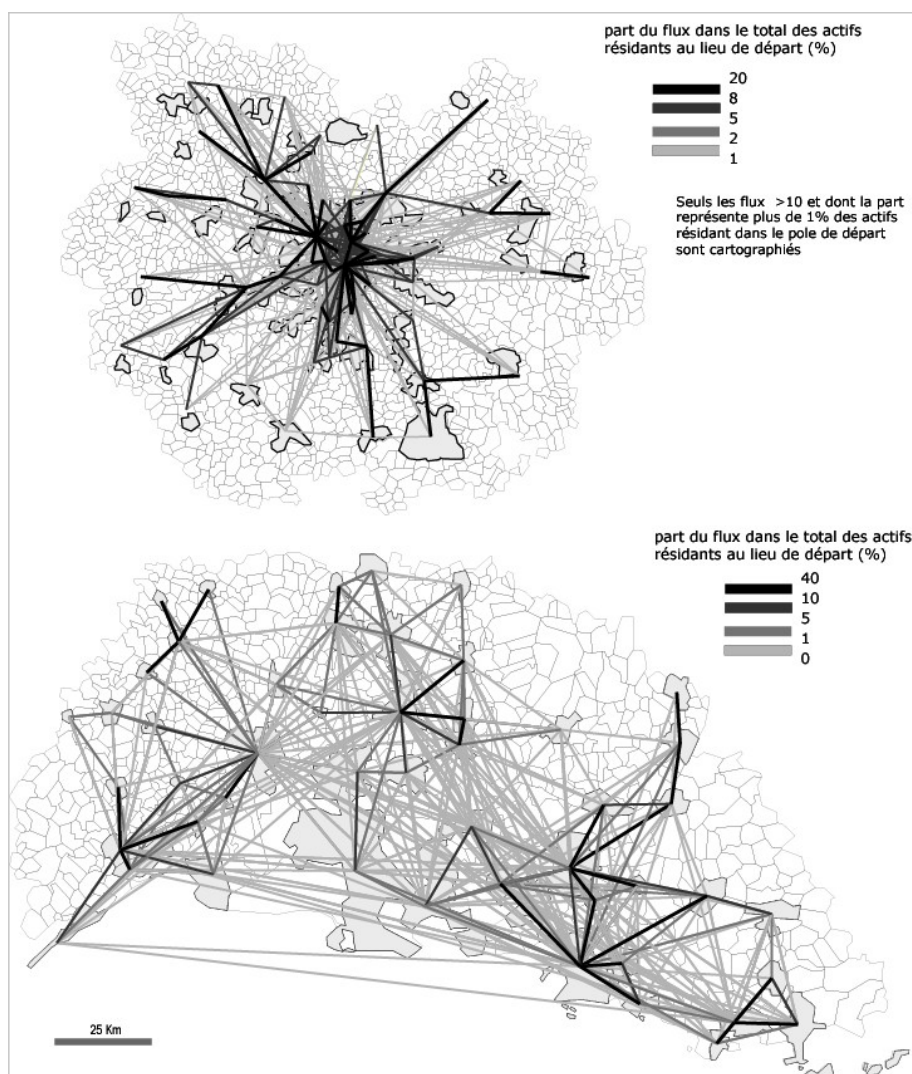 part du flux dans le total des actifs
résidants au lieu de départ (%)
20
8
5
2
1
Seuls les flux >10 et dont la part
représente plus de 1% des actifs
résidant dans le pole de départ
sont cartographiés
part du flux dans le total des actifs
résidants au lieu de départ (%)
40
10
5
1
0
25 Km